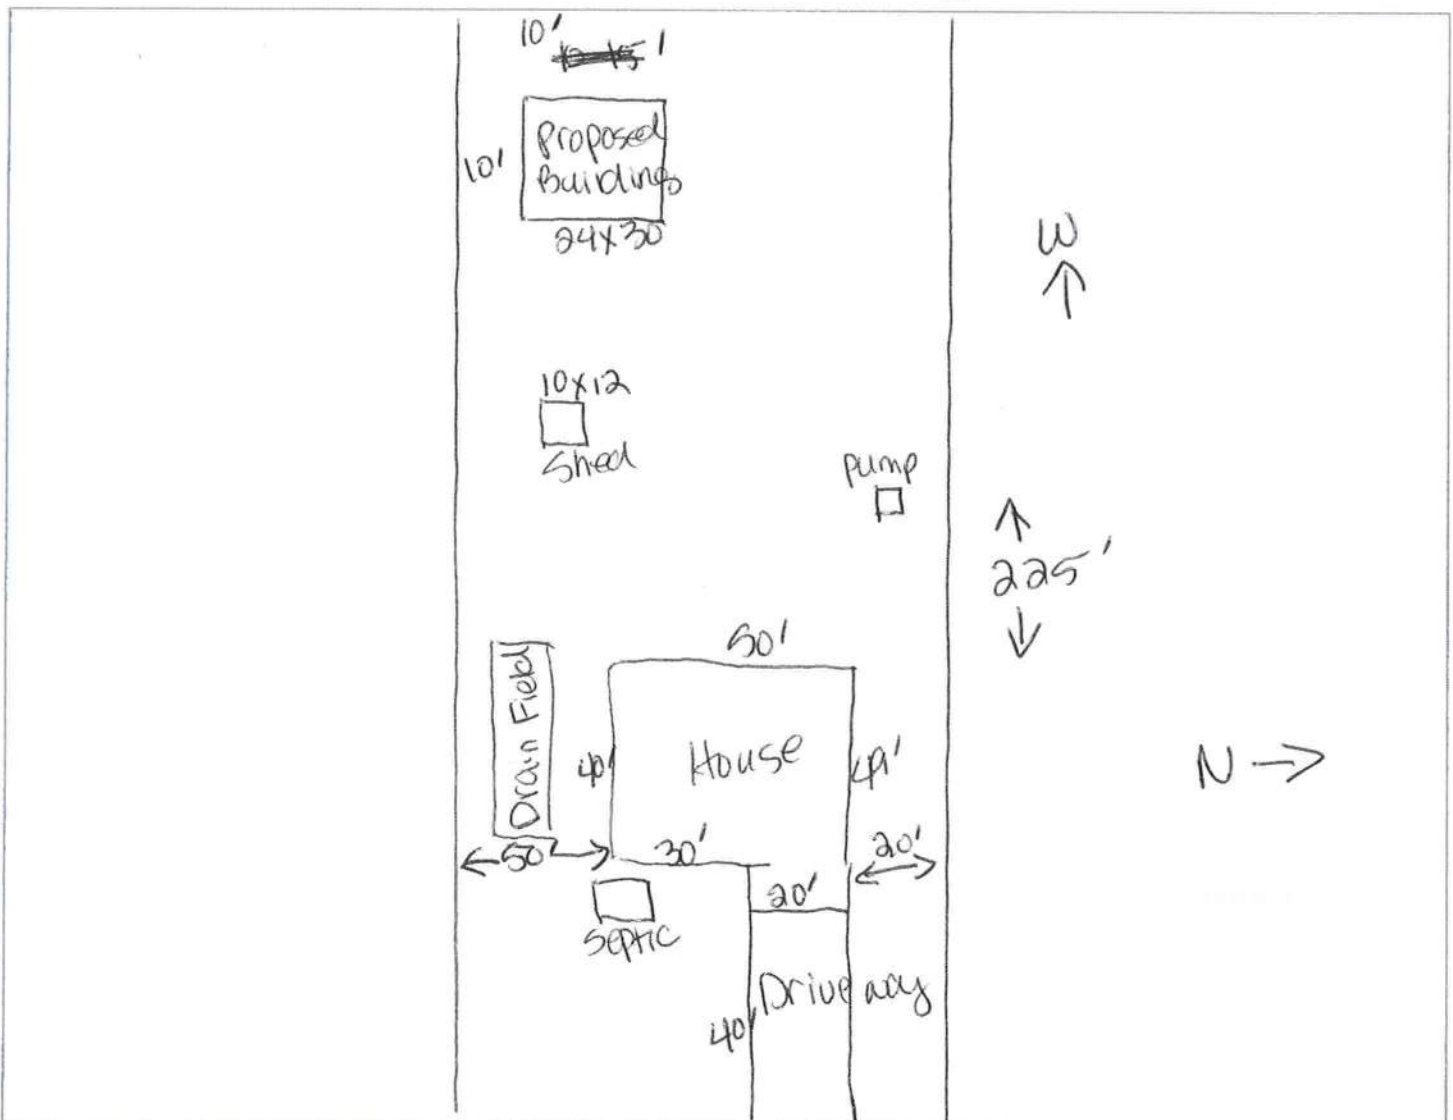 10'
10'
Proposed
Building
24x30
W
10x12
Shed
Pump
225'
50'
Drain Field
40'
House
49'
N
50'
30'
20'
20'
Septic
Driveway
40'